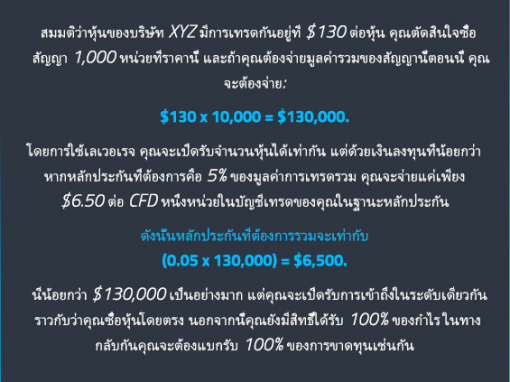 สมมติว่าหุ้นของบริษัท XYZ มีการเทรดกันอยู่ที่ $130 ต่อหุ้น คุณตัดสินใจซื้อ
สัญญา 1,000 หน่วยที่ราคานี้ และถ้าคุณต้องจ่ายมูลค่ารวมของสัญญานี้ตอนนี้ คุณ
จะต้องจ่าย:
$130 x 10,000 = $130,000.
โดยการใช้เลเวอเรจ คุณจะเปิดรับจำนวนหุ้นได้เท่ากัน แต่ด้วยเงินลงทุนที่น้อยกว่า
หากหลักประกันที่ต้องการคือ 5% ของมูลค่าการเทรดรวม คุณจะจ่ายแค่เพียง
$6.50 ต่อ CFD หนึ่งหน่วยในบัญชีเทรดของคุณในฐานะหลักประกัน
ดังนั้นหลักประกันที่ต้องการรวมจะเท่ากับ
(0.05 x 130,000) = $6,500.
นี่น้อยกว่า $130,000 เป็นอย่างมาก แต่คุณจะเปิดรับการเข้าถึงในระดับเดียวกัน
ราวกับว่าคุณซื้อหุ้นโดยตรง นอกจากนี้คุณยังมีสิทธิ์ได้รับ 100% ของกำไร ในทาง
กลับกันคุณจะต้องแบกรับ 100% ของการขาดทุนเช่นกัน